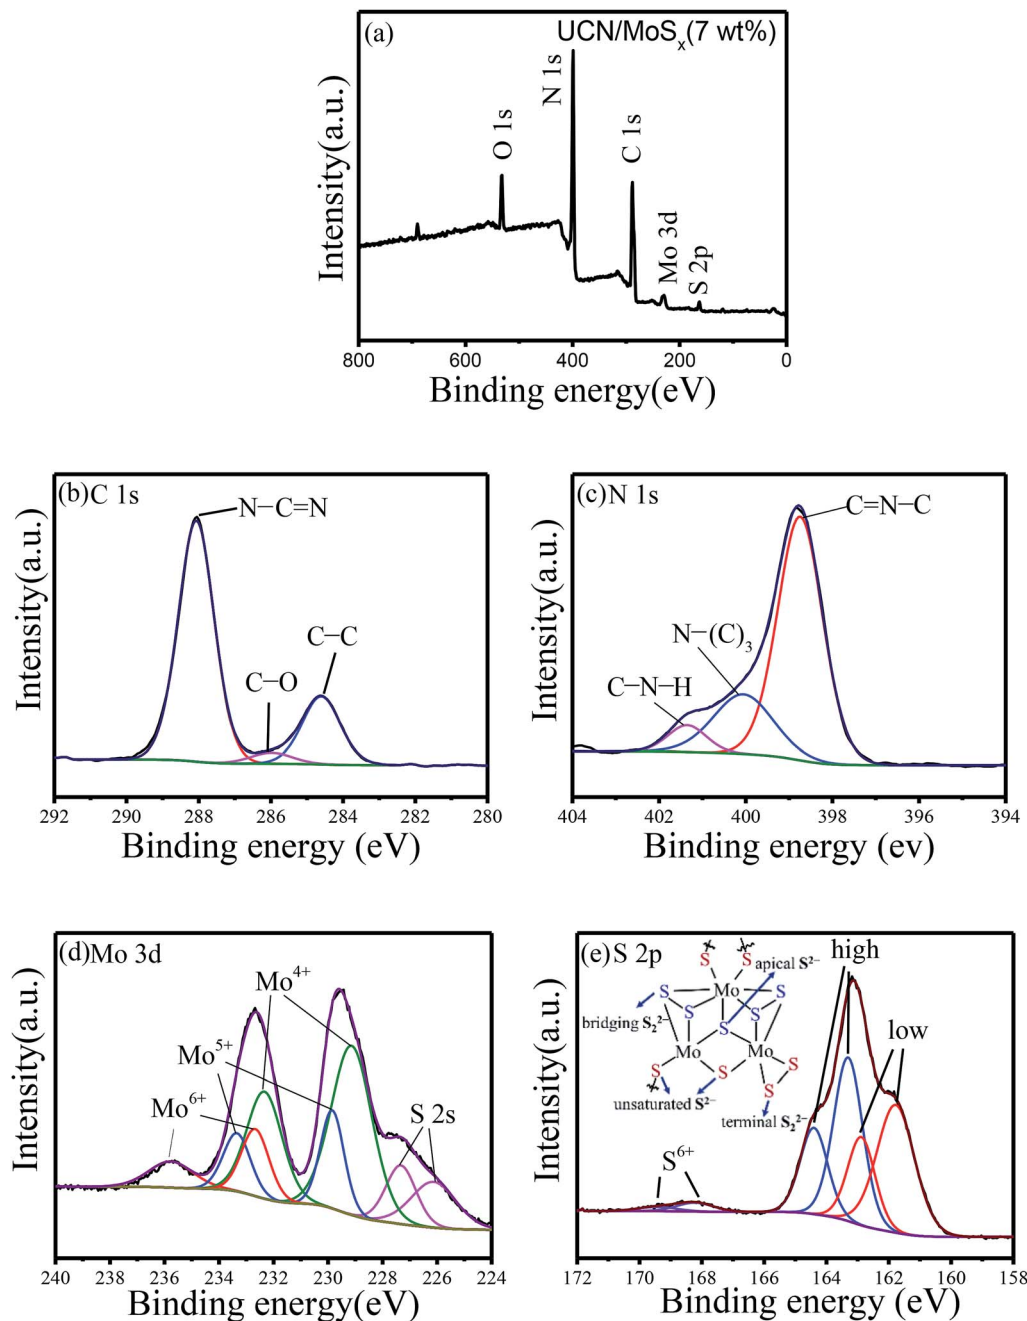 (a)
UCN/MoSₓ(7 wt%)
Intensity(a.u.)
O 1s
N 1s
C 1s
Mo 3d
S 2p
800 600 400 200 0
Binding energy(eV)
(b)C 1s
Intensity(a.u.)
N–C=N
C–O
C–C
292 290 288 286 284 282 280
Binding energy (eV)
(c)N 1s
Intensity(a.u.)
C=N–C
N–(C)₃
C–N–H
404 402 400 398 396 394
Binding energy (ev)
(d)Mo 3d
Intensity(a.u.)
Mo⁴⁺
Mo⁵⁺
Mo⁶⁺
S 2s
240 238 236 234 232 230 228 226 224
Binding energy(eV)
(e)S 2p
Intensity(a.u.)
high
low
S⁶⁺
S S
apical S²⁻
S Mo S
S S
bridging S₂²⁻
S
Mo Mo
S S S
S
unsaturated S²⁻
terminal S₂²⁻
172 170 168 166 164 162 160 158
Binding energy(eV)